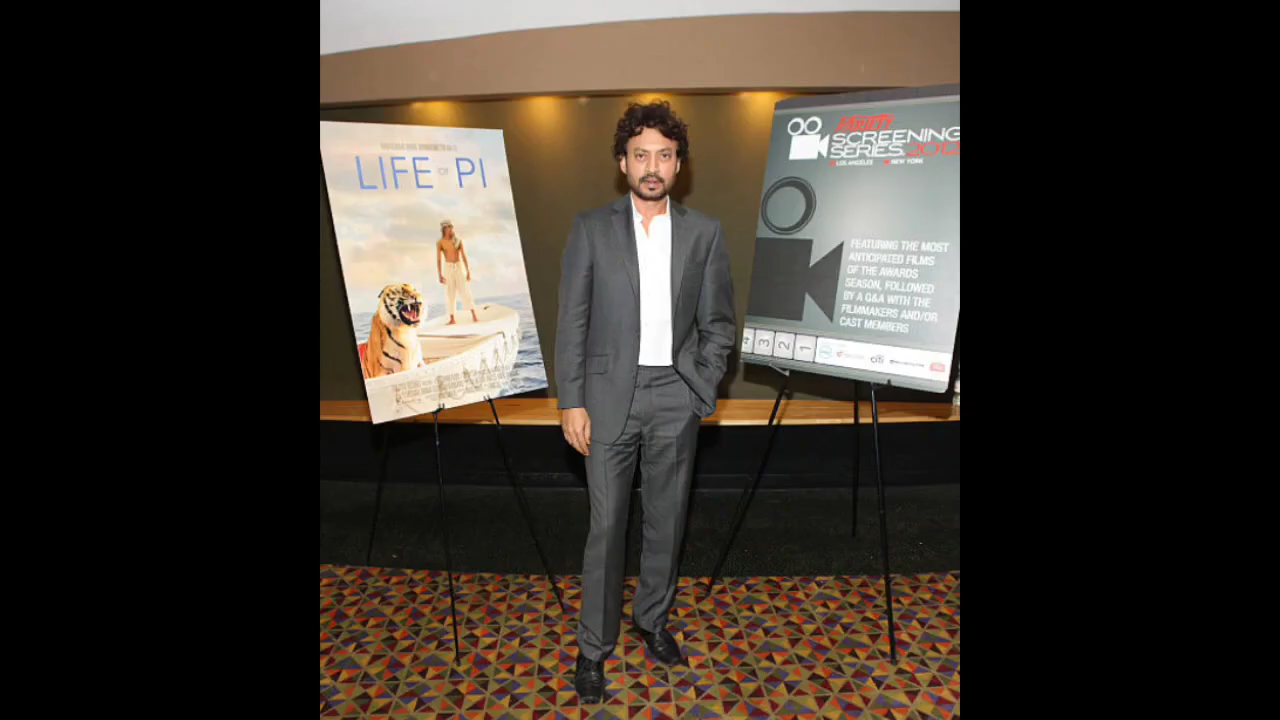 LIFE OF PI
VARIETY
SCREENING
SERIES 2012
LOS ANGELES NEW YORK
FEATURING THE MOST
ANTICIPATED FILMS
OF THE AWARDS
SEASON, FOLLOWED
BY A Q&A WITH THE
FILMMAKERS AND/OR
CAST MEMBERS
4 3 2 1
citi